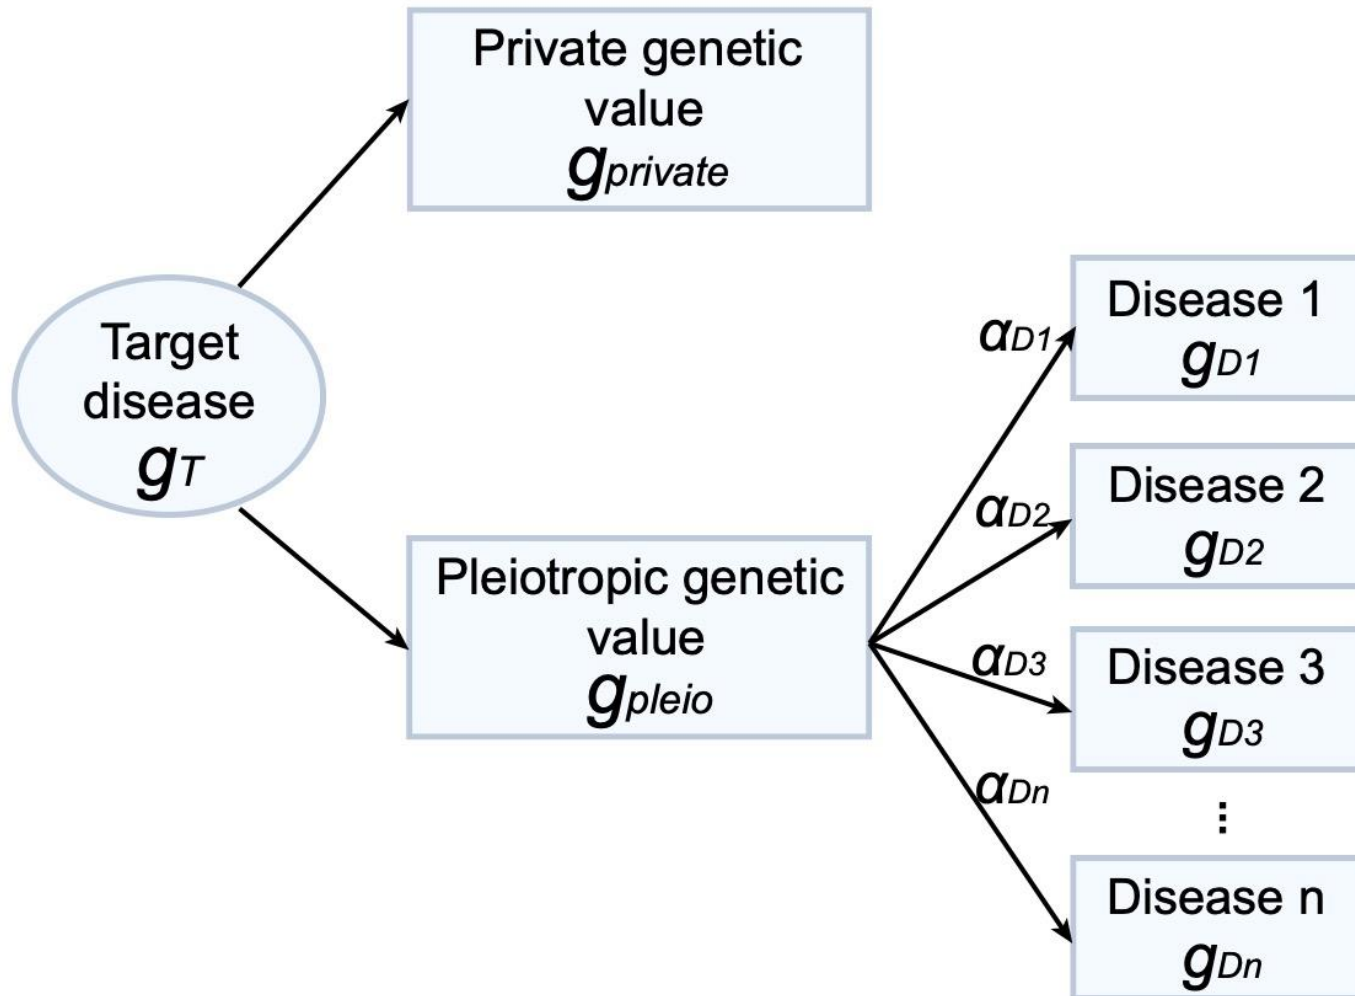 Private genetic
value
gprivate
Target
disease
gT
Pleiotropic genetic
value
gpleio
αD1
αD2
αD3
αDn
Disease 1
gD1
Disease 2
gD2
Disease 3
gD3
⋮
Disease n
gDn